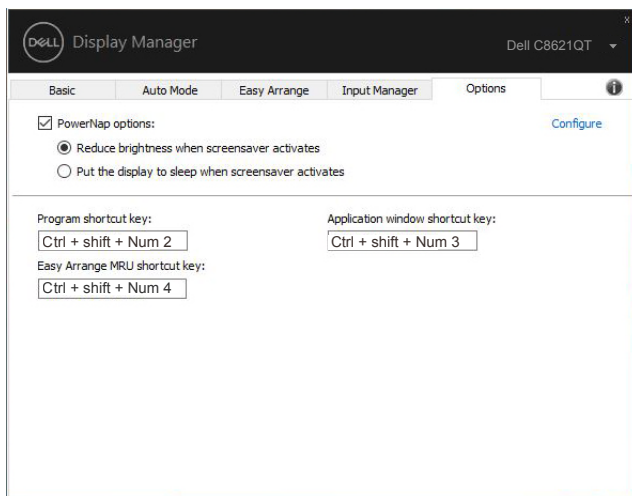 x
DELL Display Manager
Dell C8621QT
Basic Auto Mode Easy Arrange Input Manager Options i
PowerNap options: Configure
Reduce brightness when screensaver activates
Put the display to sleep when screensaver activates
Program shortcut key: Application window shortcut key:
Ctrl + shift + Num 2 Ctrl + shift + Num 3
Easy Arrange MRU shortcut key:
Ctrl + shift + Num 4